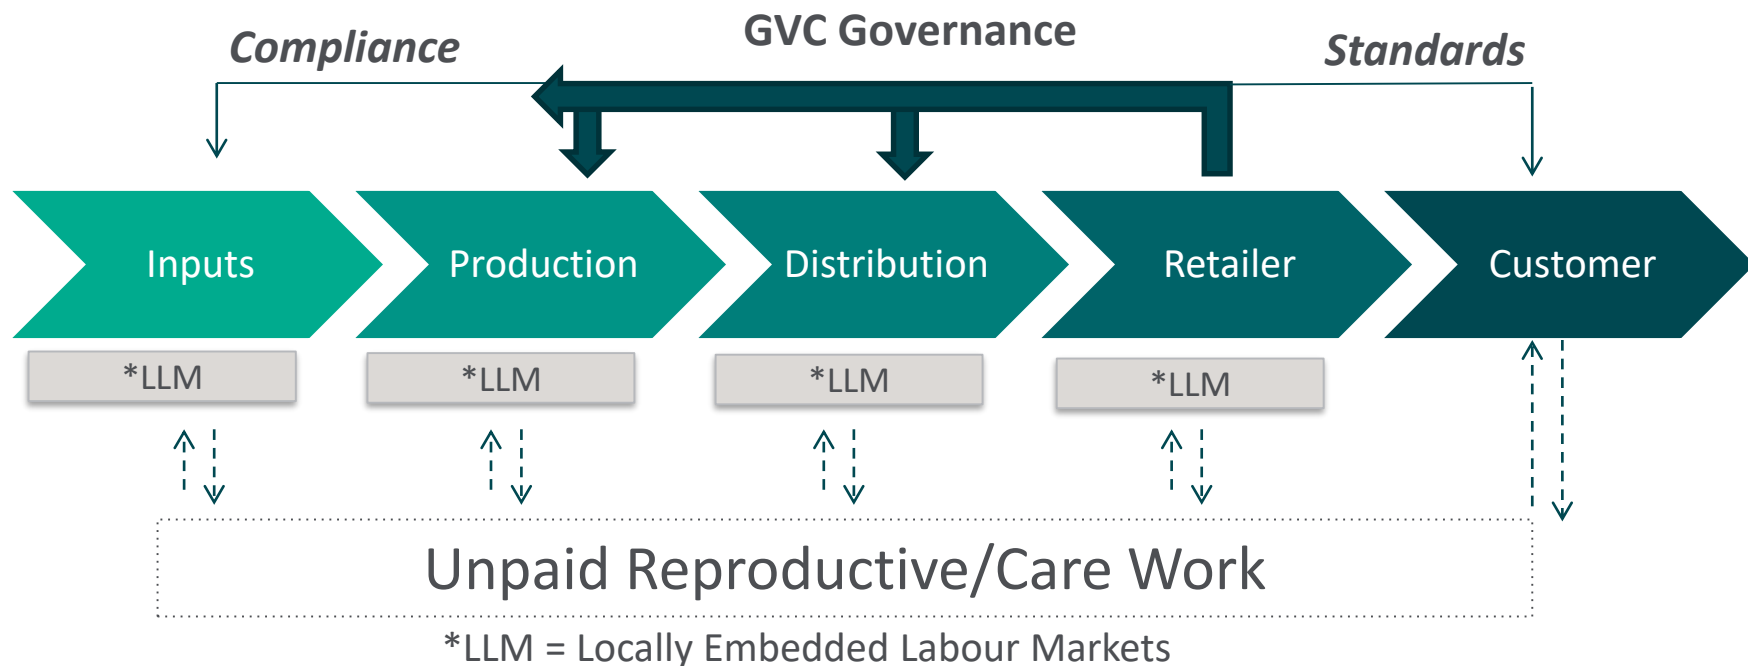 GVC Governance
Compliance
Standards
Inputs
Production
Distribution
Retailer
Customer
*LLM
*LLM
*LLM
*LLM
Unpaid Reproductive/Care Work
*LLM = Locally Embedded Labour Markets